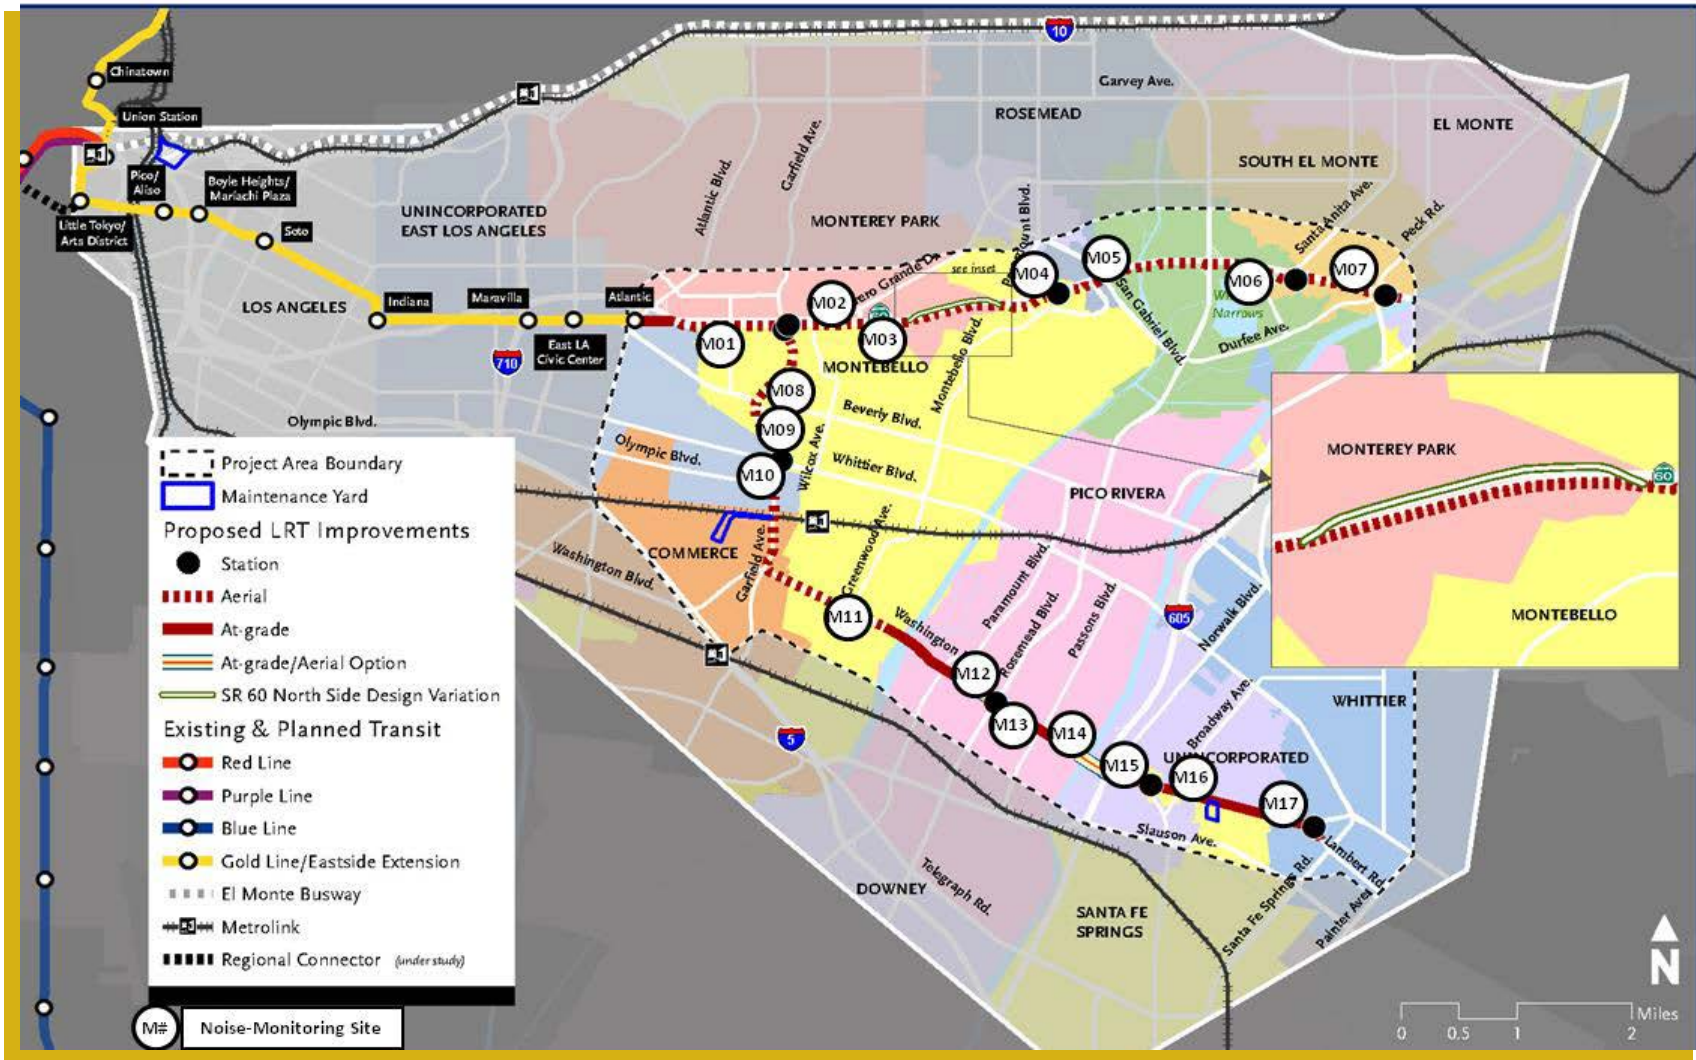 10
Chinatown
Garvey Ave.
ROSEMEAD
EL MONTE
Union Station
SOUTH EL MONTE
Garfield Ave.
Atlantic Blvd.
Pico/
Aliso
Boyle Heights/
Mariachi Plaza
UNINCORPORATED
EAST LOS ANGELES
MONTEREY PARK
Santa Anita Ave.
Peck Rd.
Little Tokyo/
Arts District
Soto
see inset
M04
M05
M06
M07
LOS ANGELES
Indiana
Maravilla
Atlantic
M02
M01
M03
60
Narrows
San Gabriel Blvd.
Durfee Ave.
East LA
Civic Center
710
MONTEBELLO
Montebello Blvd.
M08
Beverly Blvd.
M09
Olympic Blvd.
Olympic Blvd.
Wilcox Ave.
Whittier Blvd.
M10
MONTEREY PARK
60
MONTEBELLO
PICO RIVERA
COMMERCE
Washington Blvd.
Garfield Ave.
Greenwood Ave.
M11
Washington
Paramount Blvd.
Rosemead Blvd.
Passons Blvd.
605
Norwalk Blvd.
M12
M13
M14
M15
M16
M17
Broadway Ave.
WHITTIER
5
Slauson Ave.
Lambert Rd.
DOWNEY
Telegraph Rd.
SANTA FE
SPRINGS
Santa Fe Springs Rd.
Painter Ave.
Project Area Boundary
Maintenance Yard
Proposed LRT Improvements
Station
Aerial
At-grade
At-grade/Aerial Option
SR 60 North Side Design Variation
Existing & Planned Transit
Red Line
Purple Line
Blue Line
Gold Line/Eastside Extension
El Monte Busway
Metrolink
Regional Connector (under study)
M# Noise-Monitoring Site
N
Miles
0 0.5 1 2